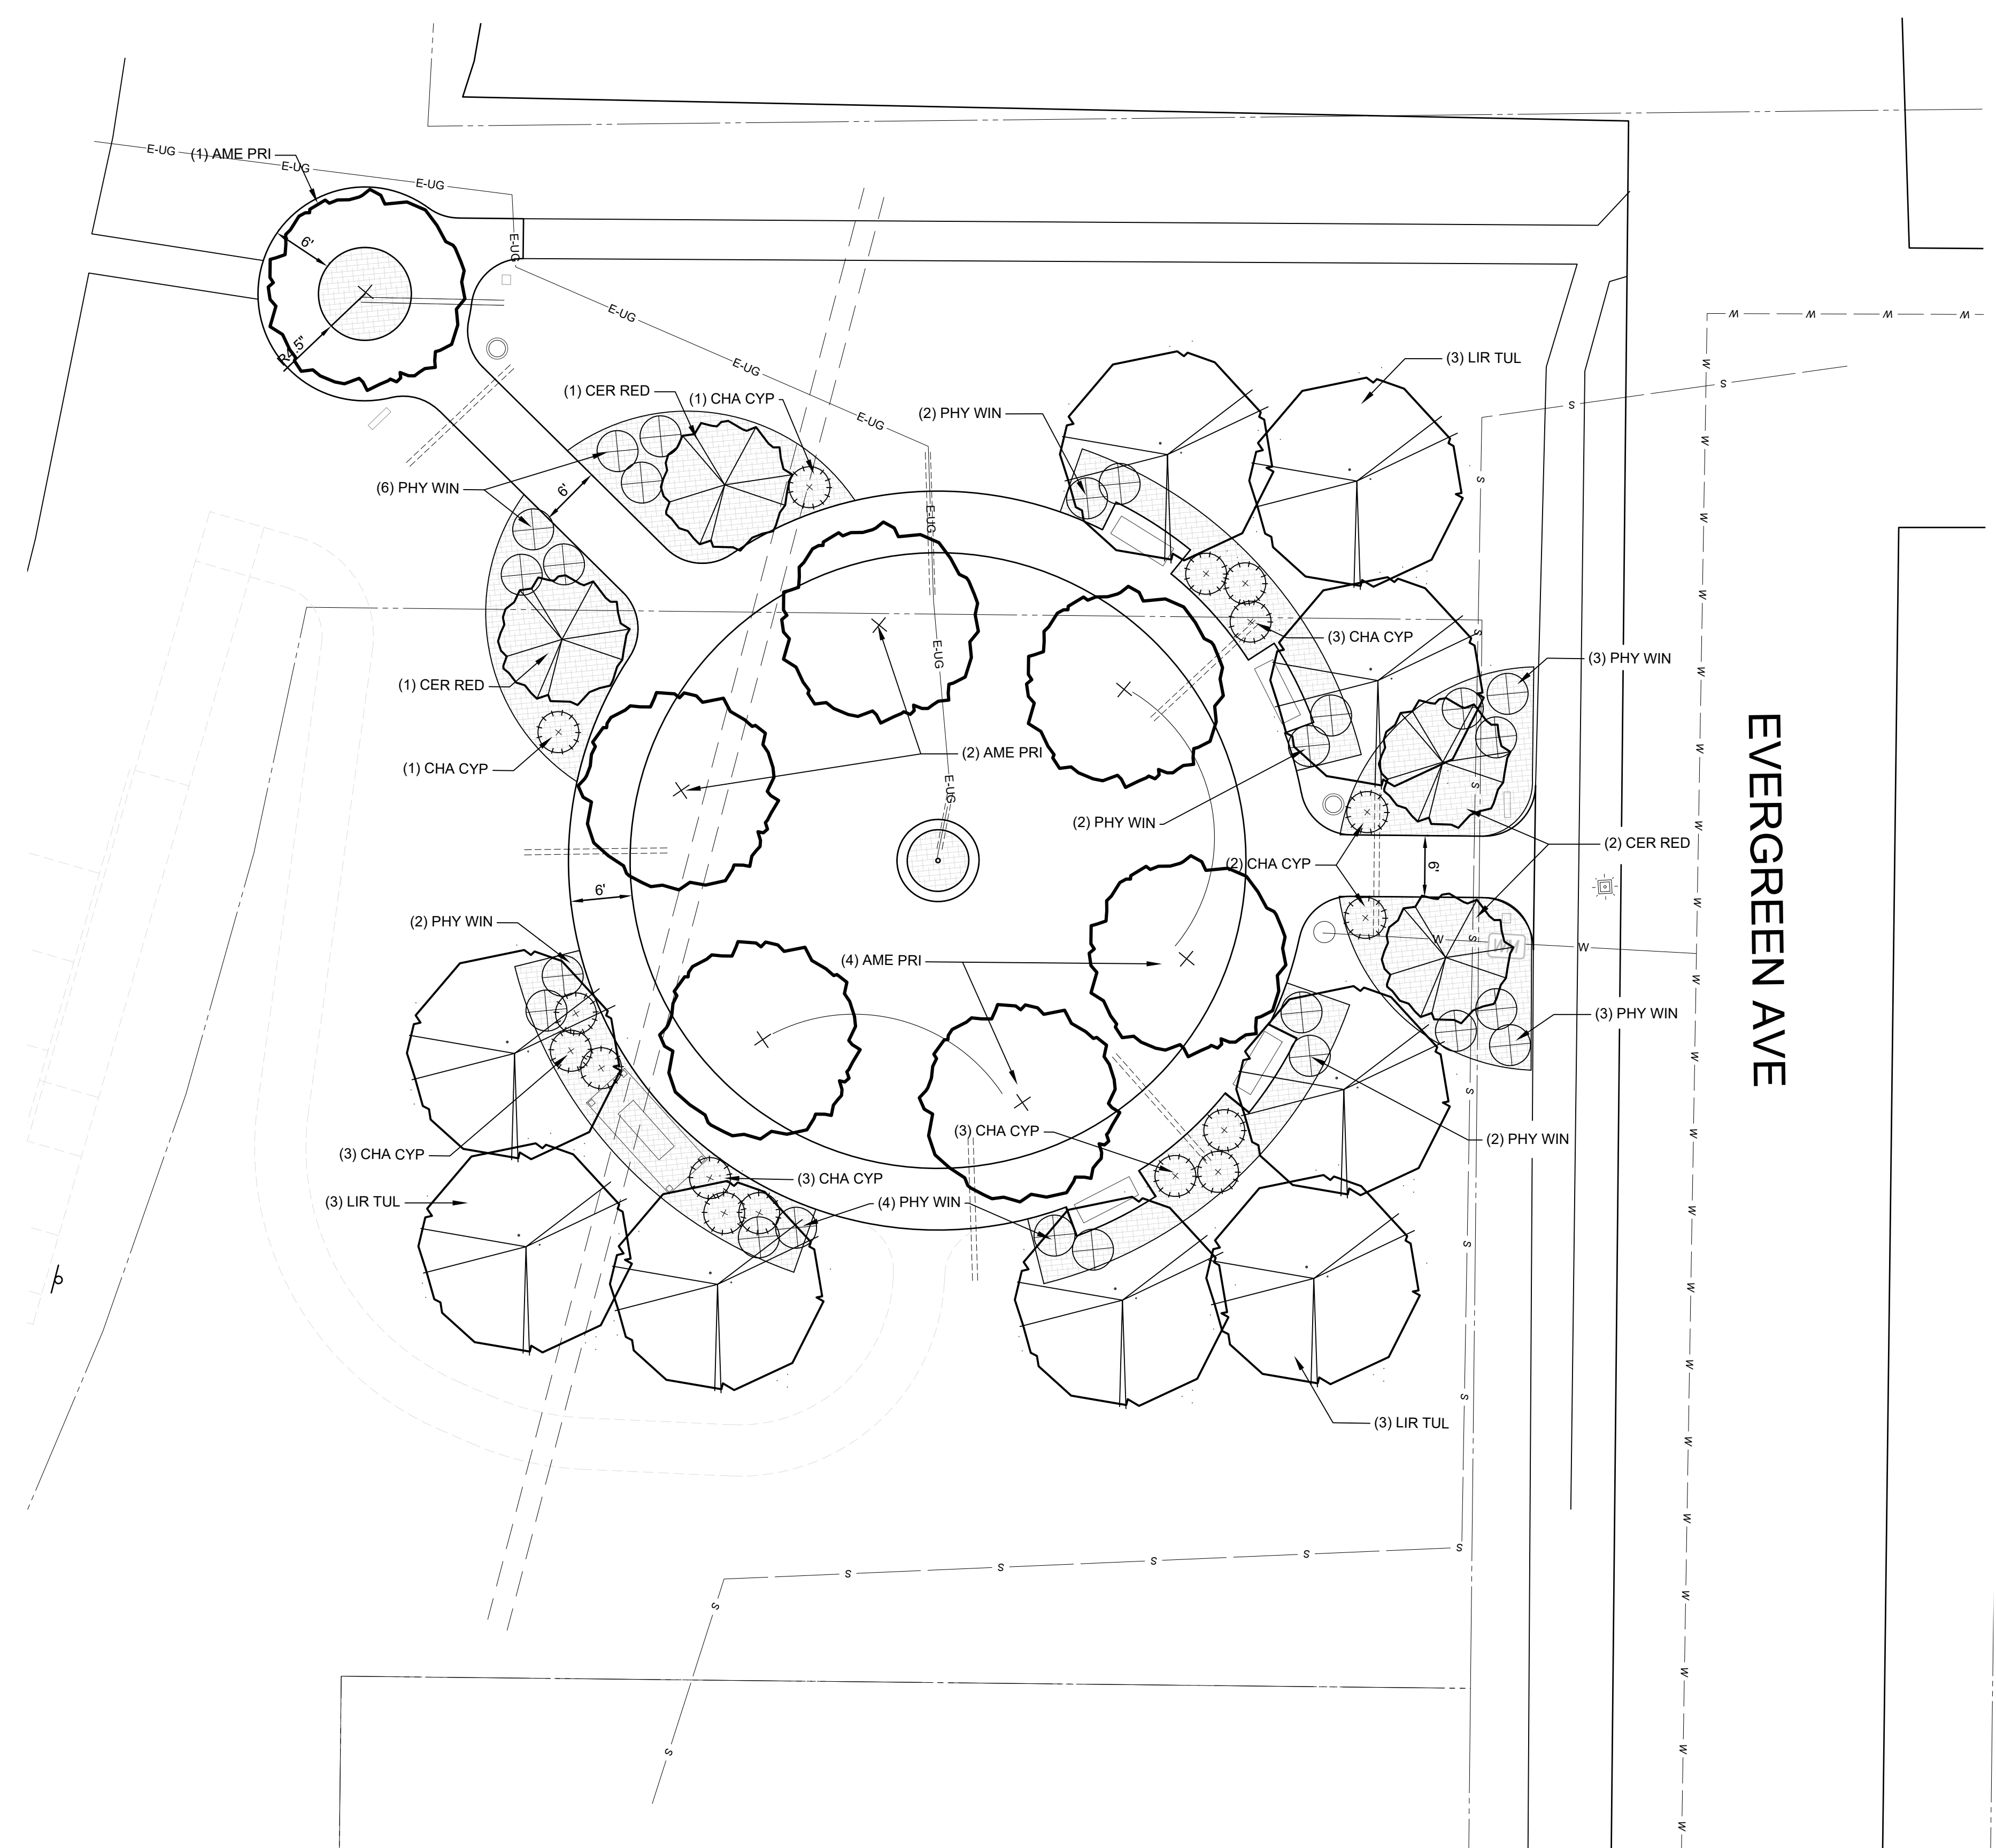 E-UG
(1) AME PRI
E-UG
E-UG
E-UG
6'
R4.5"
E-UG
W
W
W
W
W
(3) LIR TUL
E-UG
S
(1) CER RED
(1) CHA CYP
S
E-UG
(2) PHY WIN
W
S
(6) PHY WIN
6'
E-UG
W
W
S
(3) CHA CYP
E-UG
(3) PHY WIN
W
(1) CER RED
EVERGREEN AVE
(2) AME PRI
W
(1) CHA CYP
E-UG
S
(2) PHY WIN
W
(2) CER RED
(2) CHA CYP
6'
6'
W
(2) PHY WIN
W
S
W
(4) AME PRI
W
(3) PHY WIN
W
S
(3) CHA CYP
W
(2) PHY WIN
(3) CHA CYP
(3) CHA CYP
(3) LIR TUL
(4) PHY WIN
W
S
W
W
S
(3) LIR TUL
W
W
S
S
S
S
S
W
S
W
W
S
W